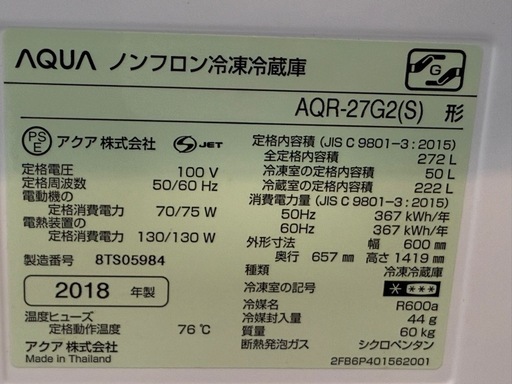 AQUA ノンフロン冷凍冷蔵庫
G
AQR-27G2(S) 形
PS E アクア株式会社 S JET
定格電圧 100 V
定格周波数 50/60 Hz
電動機の
定格消費電力 70/75 W
電熱装置の
定格消費電力 130/130 W
製造番号 8TS05984
2018 年製
温度ヒューズ
定格動作温度 76℃
アクア株式会社
Made in Thailand
定格内容積 (JIS C 9801-3 : 2015)
全定格内容積 272 L
冷凍室の定格内容積 50 L
冷蔵室の定格内容積 222 L
消費電力量 (JIS C 9801-3 : 2015)
50Hz 367 kWh/年
60Hz 367 kWh/年
外形寸法 幅 600 mm
奥行 657 mm 高さ 1419 mm
種類 冷凍冷蔵庫
冷凍室の記号 * ***
冷媒名 R600a
冷媒封入量 44 g
質量 60 kg
断熱発泡ガス シクロペンタン
2FB6P401562001